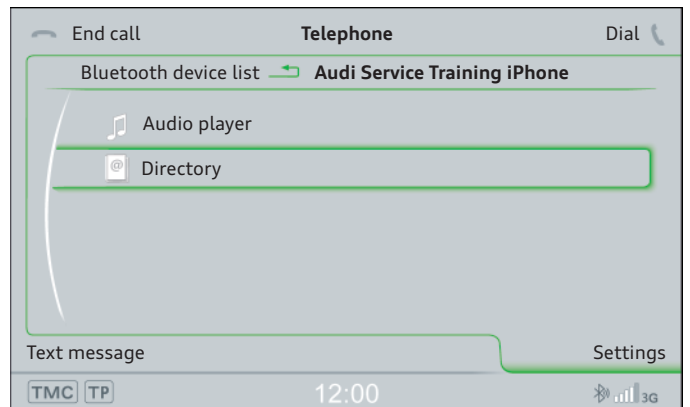 End call Telephone Dial
Bluetooth device list Audi Service Training iPhone
Audio player
@ Directory
Text message Settings
TMC TP 12:00 3G